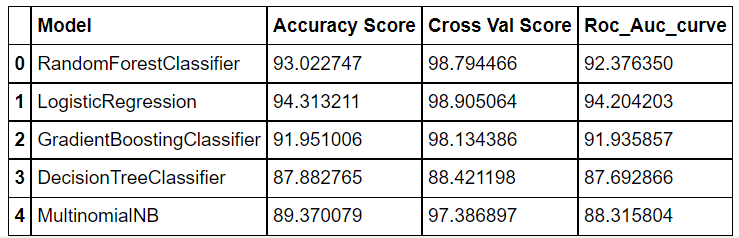 Model Accuracy Score Cross Val Score Roc_Auc_curve
0 RandomForestClassifier 93.022747 98.794466 92.376350
1 LogisticRegression 94.313211 98.905064 94.204203
2 GradientBoostingClassifier 91.951006 98.134386 91.935857
3 DecisionTreeClassifier 87.882765 88.421198 87.692866
4 MultinomialNB 89.370079 97.386897 88.315804